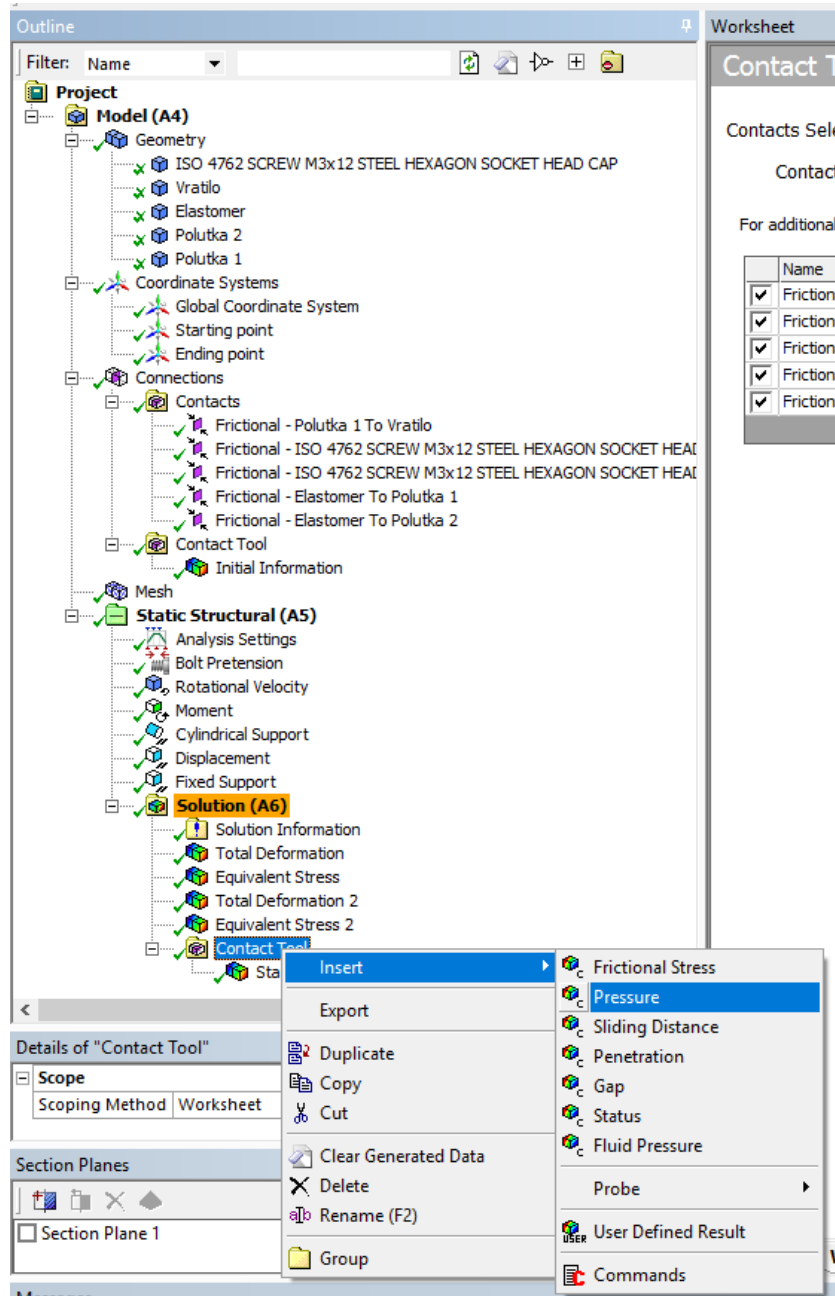 Outline
Worksheet
Filter: Name
Contact
Project
Model (A4)
Contacts
Geometry
ISO 4762 SCREW M3x12 STEEL HEXAGON SOCKET HEAD CAP
Contact
Vratilo
Elastomer
For additional
Polutka 2
Polutka 1
Name
Coordinate Systems
Friction
Global Coordinate System
Friction
Starting point
Friction
Ending point
Friction
Connections
Friction
Contacts
Frictional - Polutka 1 To Vratilo
Frictional - ISO 4762 SCREW M3x12 STEEL HEXAGON SOCKET HEA
Frictional - ISO 4762 SCREW M3x12 STEEL HEXAGON SOCKET HEA
Frictional - Elastomer To Polutka 1
Frictional - Elastomer To Polutka 2
Contact Tool
Initial Information
Mesh
Static Structural (A5)
Analysis Settings
Bolt Pretension
Rotational Velocity
Moment
Cylindrical Support
Displacement
Fixed Support
Solution (A6)
Solution Information
Total Deformation
Equivalent Stress
Total Deformation 2
Equivalent Stress 2
Contact Tool
Sta
Insert
Export
Duplicate
Copy
Cut
Clear Generated Data
Delete
Rename (F2)
Group
Frictional Stress
Pressure
Sliding Distance
Penetration
Gap
Status
Fluid Pressure
Probe
User Defined Result
Commands
Details of "Contact Tool"
Scope
Scoping Method Worksheet
Section Planes
Section Plane 1